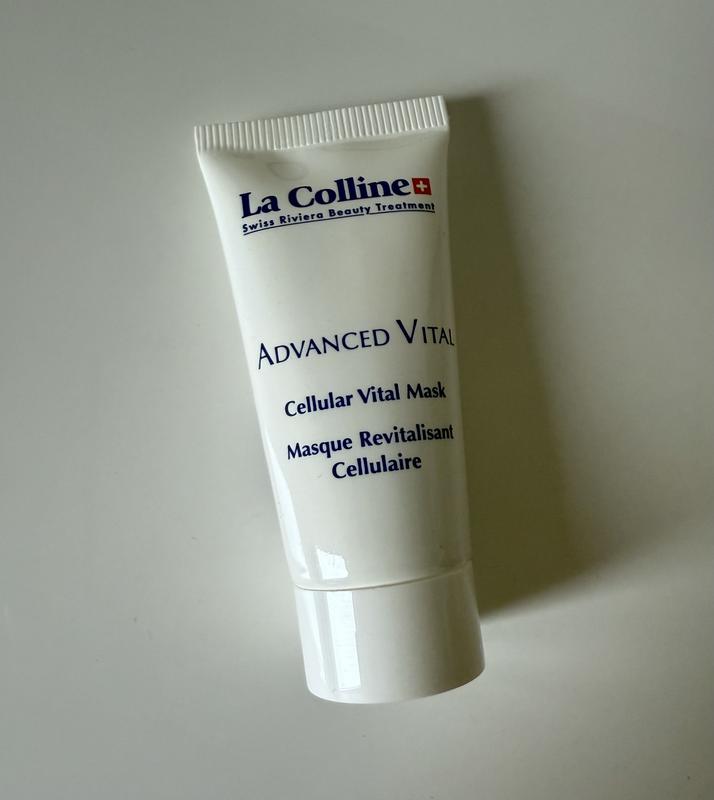 La Colline
Swiss Riviera Beauty Treatment
ADVANCED VITAL
Cellular Vital Mask
Masque Revitalisant
Cellulaire